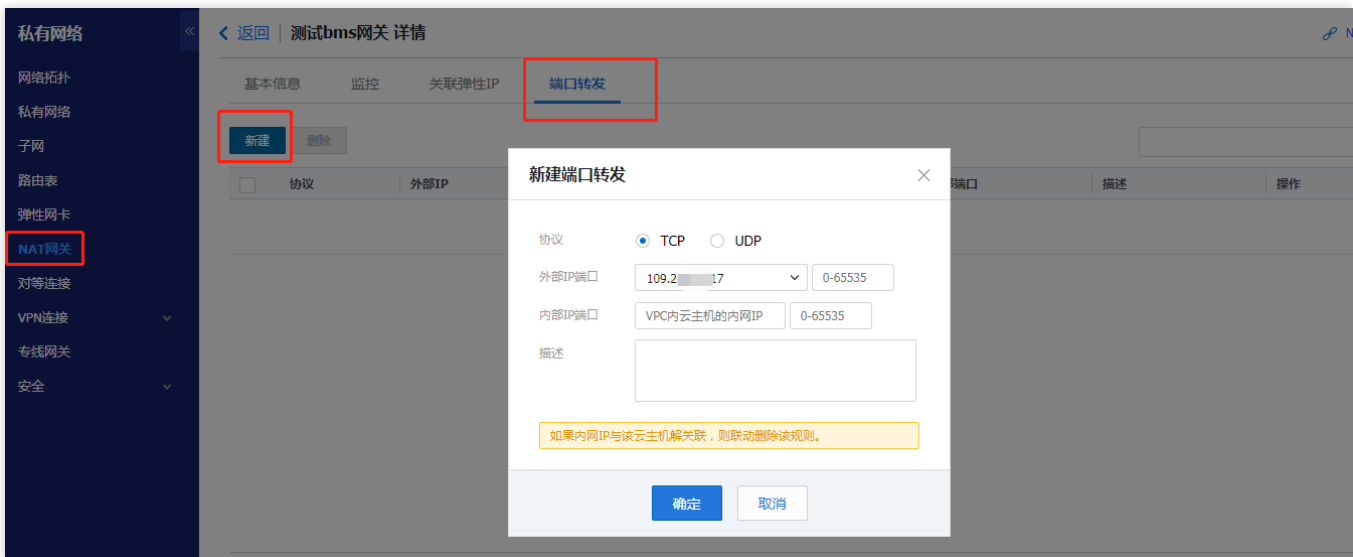 私有网络
«
返回
测试bms网关 详情
N
网络拓扑
私有网络
子网
路由表
弹性网卡
NAT网关
对等连接
VPN连接
专线网关
安全
基本信息
监控
关联弹性IP
端口转发
新建
删除
协议
外部IP
端口
描述
操作
新建端口转发
协议
TCP
UDP
外部IP端口
109.2 17
0-65535
内部IP端口
VPC内云主机的内网IP
0-65535
描述
如果内网IP与该云主机解关联，则联动删除该规则。
确定
取消